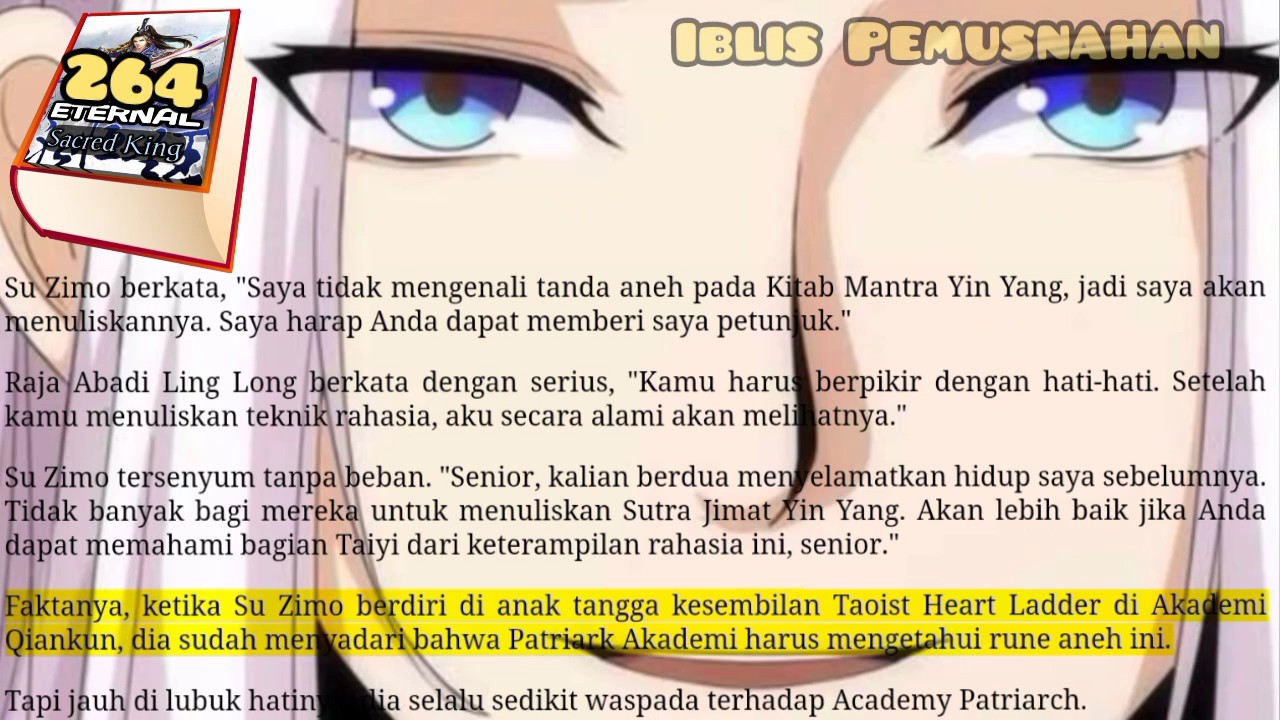 264
ETERNAL
Sacred King
Iblis Pemusnahan
Su Zimo berkata, "Saya tidak mengenali tanda aneh pada Kitab Mantra Yin Yang, jadi saya akan
menuliskannya. Saya harap Anda dapat memberi saya petunjuk."
Raja Abadi Ling Long berkata dengan serius, "Kamu harus berpikir dengan hati-hati. Setelah
kamu menuliskan teknik rahasia, aku secara alami akan melihatnya."
Su Zimo tersenyum tanpa beban. "Senior, kalian berdua menyelamatkan hidup saya sebelumnya.
Tidak banyak bagi mereka untuk menuliskan Sutra Jimat Yin Yang. Akan lebih baik jika Anda
dapat memahami bagian Taiyi dari keterampilan rahasia ini, senior."
Faktanya, ketika Su Zimo berdiri di anak tangga kesembilan Taoist Heart Ladder di Akademi
Qiankun, dia sudah menyadari bahwa Patriark Akademi harus mengetahui rune aneh ini.
Tapi jauh di lubuk hatinya, dia selalu sedikit waspada terhadap Academy Patriarch.